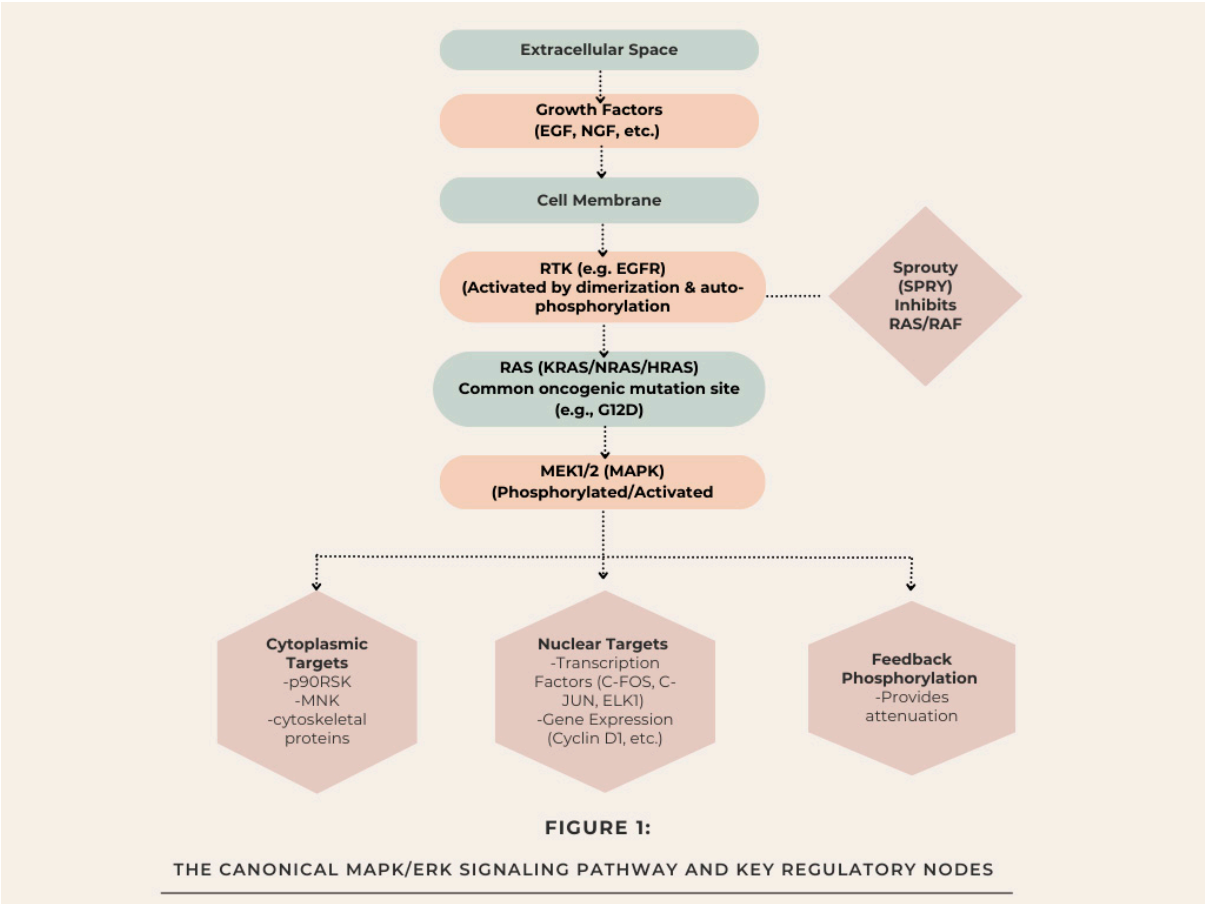 Extracellular Space
Growth Factors
(EGF, NGF, etc.)
Cell Membrane
RTK (e.g. EGFR)
(Activated by dimerization & auto-
phosphorylation
Sprouty
(SPRY)
Inhibits
RAS/RAF
RAS (KRAS/NRAS/HRAS)
Common oncogenic mutation site
(e.g., G12D)
MEK1/2 (MAPK)
(Phosphorylated/Activated
Cytoplasmic
Targets
-p90RSK
-MNK
-cytoskeletal
proteins
Nuclear Targets
-Transcription
Factors (C-FOS, C-
JUN, ELK1)
-Gene Expression
(Cyclin D1, etc.)
Feedback
Phosphorylation
-Provides
attenuation
FIGURE 1:
THE CANONICAL MAPK/ERK SIGNALING PATHWAY AND KEY REGULATORY NODES